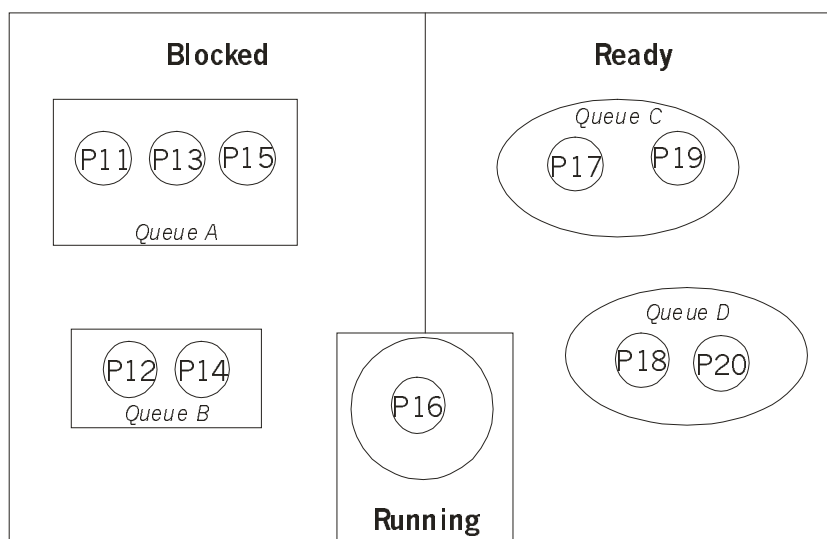 Blocked
Ready
P11 P13 P15
Queue A
Queue C
P17 P19
P12 P14
Queue B
Queue D
P18 P20
P16
Running